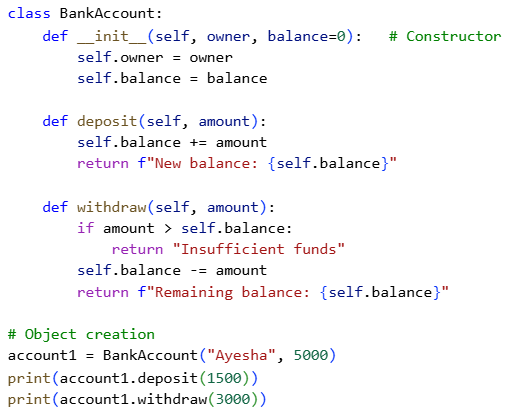 class BankAccount:
    def __init__(self, owner, balance=0):   # Constructor
        self.owner = owner
        self.balance = balance

    def deposit(self, amount):
        self.balance += amount
        return f"New balance: {self.balance}"

    def withdraw(self, amount):
        if amount > self.balance:
            return "Insufficient funds"
        self.balance -= amount
        return f"Remaining balance: {self.balance}"

# Object creation
account1 = BankAccount("Ayesha", 5000)
print(account1.deposit(1500))
print(account1.withdraw(3000))